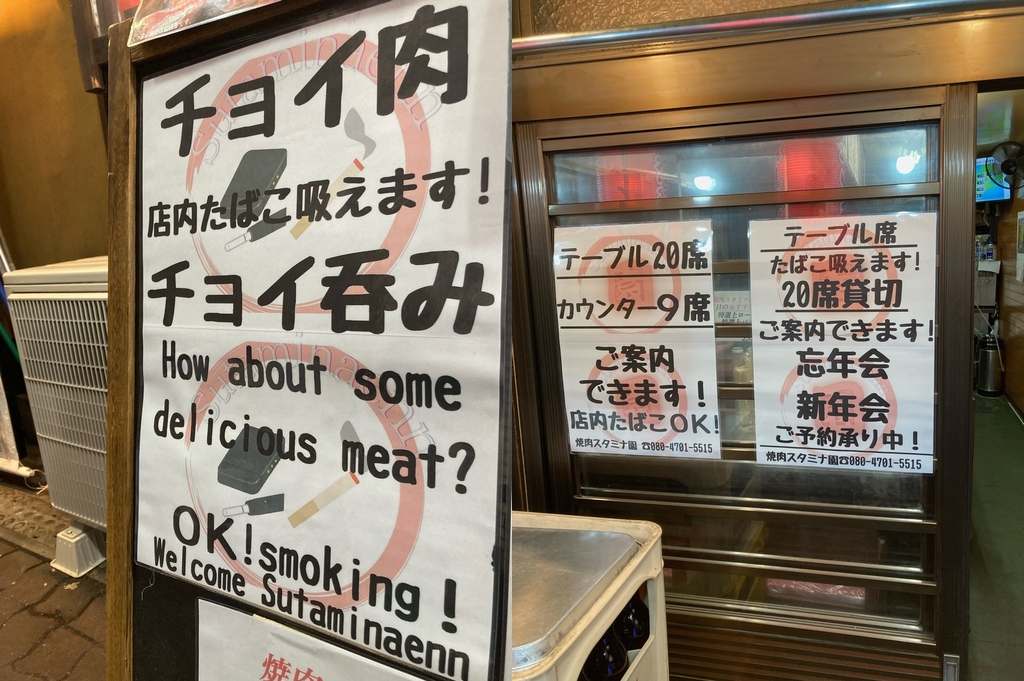 チョイ肉
店内たばこ吸えます!
チョイ呑み
How about some
delicious meat?
OK!smoking!
Welcome Sutaminaenn
焼肉
テーブル20席
カウンター9席
ご案内
できます!
店内たばこOK!
焼肉スタミナ園 ☎080-4701-5515
テーブル席
たばこ吸えます!
20席貸切
ご案内できます!
忘年会
新年会
ご予約承り中!
焼肉スタミナ園☎080-4701-5515